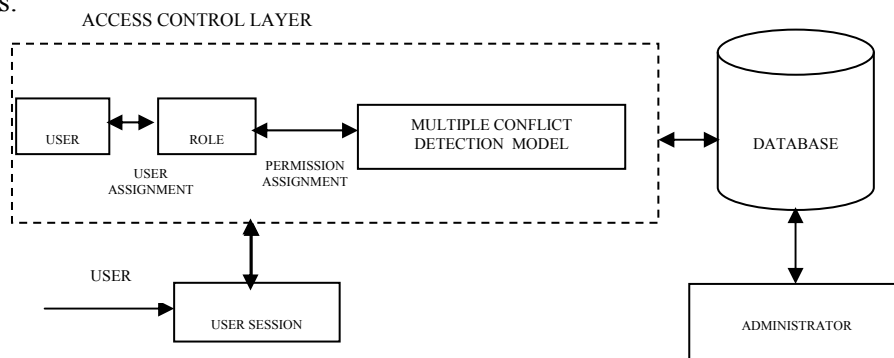 s.
ACCESS CONTROL LAYER
USER
ROLE
MULTIPLE CONFLICT
DETECTION MODEL
DATABASE
USER
ASSIGNMENT
PERMISSION
ASSIGNMENT
USER
USER SESSION
ADMINISTRATOR